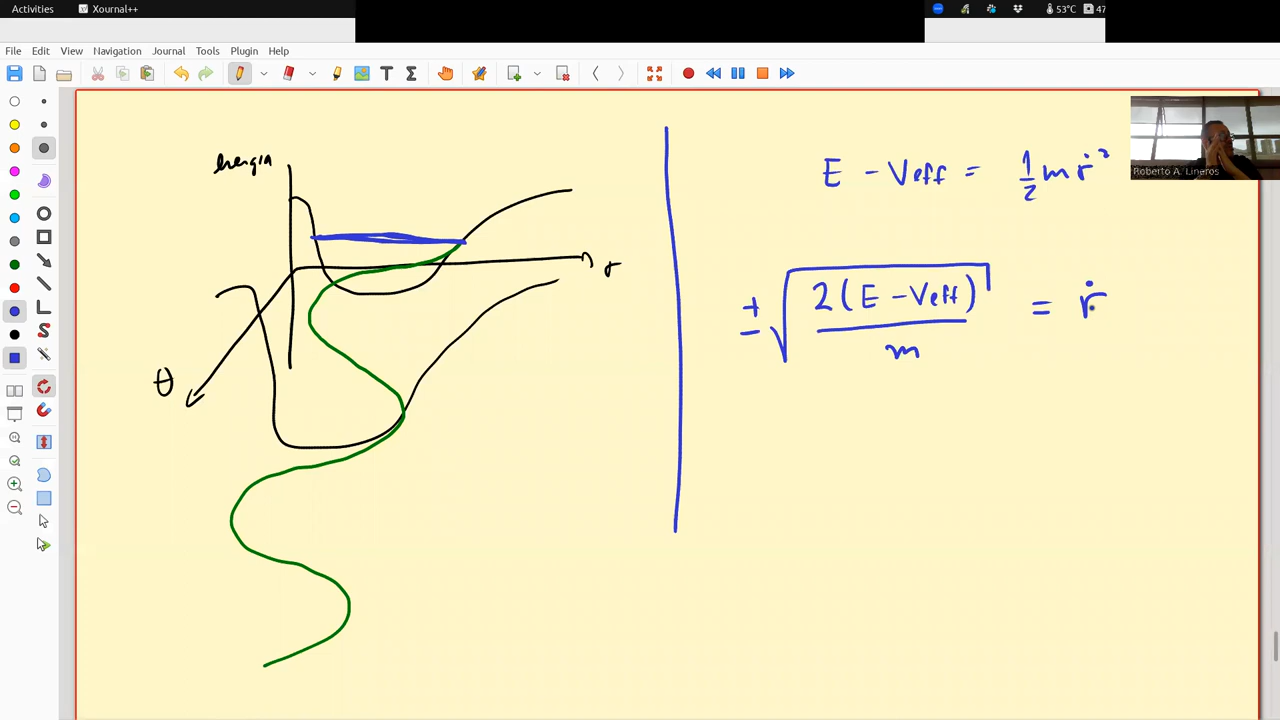 Activities
Xournal++
53°C
47
File Edit View Navigation Journal Tools Plugin Help
Energía
r
θ
E - Veff = 1/2 m ṙ²
± √(2(E - Veff)/m) = ṙ
Roberto A. Lineros